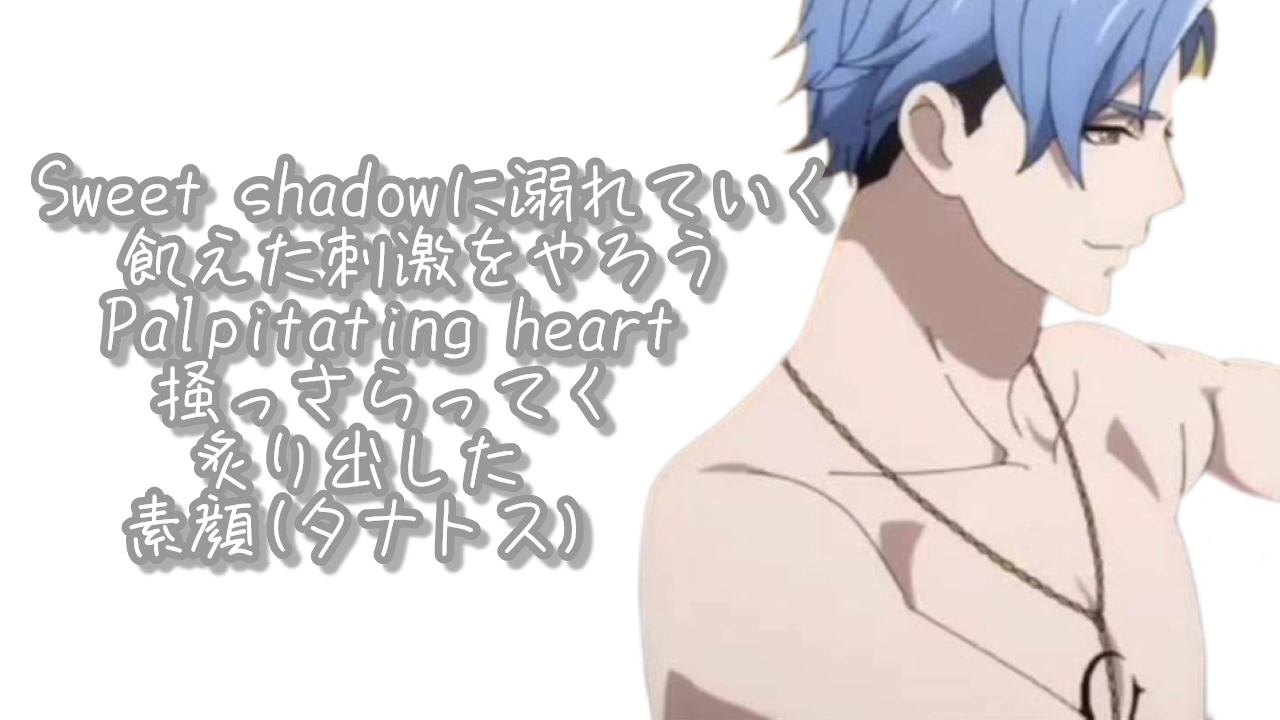 Sweet shadowに溺れていく
飢えた刺激をやろう
Palpitating heart
掻っさらってく
炙り出した
素顔(タナトス)